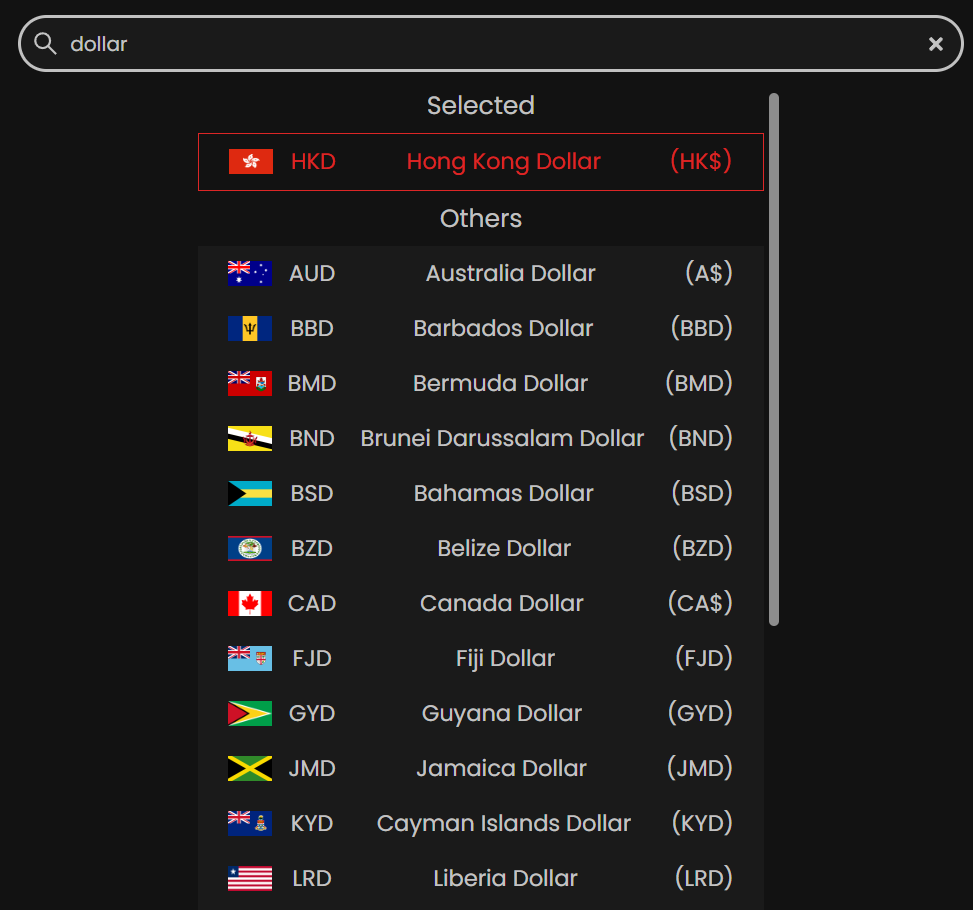 dollar
Selected
HKD Hong Kong Dollar (HK$)
Others
AUD Australia Dollar (A$)
BBD Barbados Dollar (BBD)
BMD Bermuda Dollar (BMD)
BND Brunei Darussalam Dollar (BND)
BSD Bahamas Dollar (BSD)
BZD Belize Dollar (BZD)
CAD Canada Dollar (CA$)
FJD Fiji Dollar (FJD)
GYD Guyana Dollar (GYD)
JMD Jamaica Dollar (JMD)
KYD Cayman Islands Dollar (KYD)
LRD Liberia Dollar (LRD)